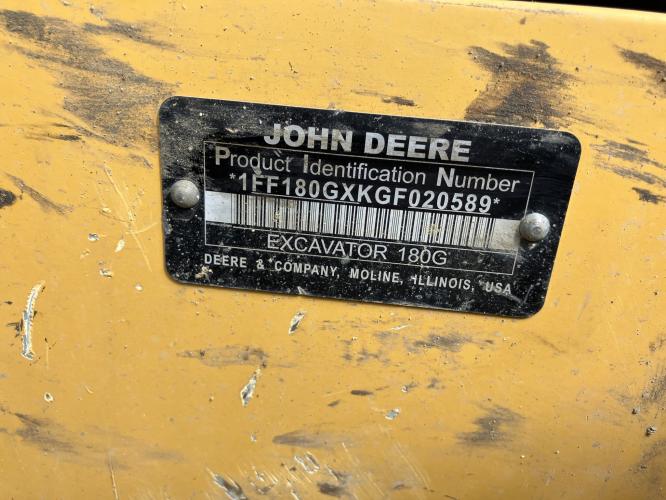 JOHN DEERE
Product Identification Number
*1FF180GXKGF020589*
EXCAVATOR 180G
DEERE & COMPANY, MOLINE, ILLINOIS, USA